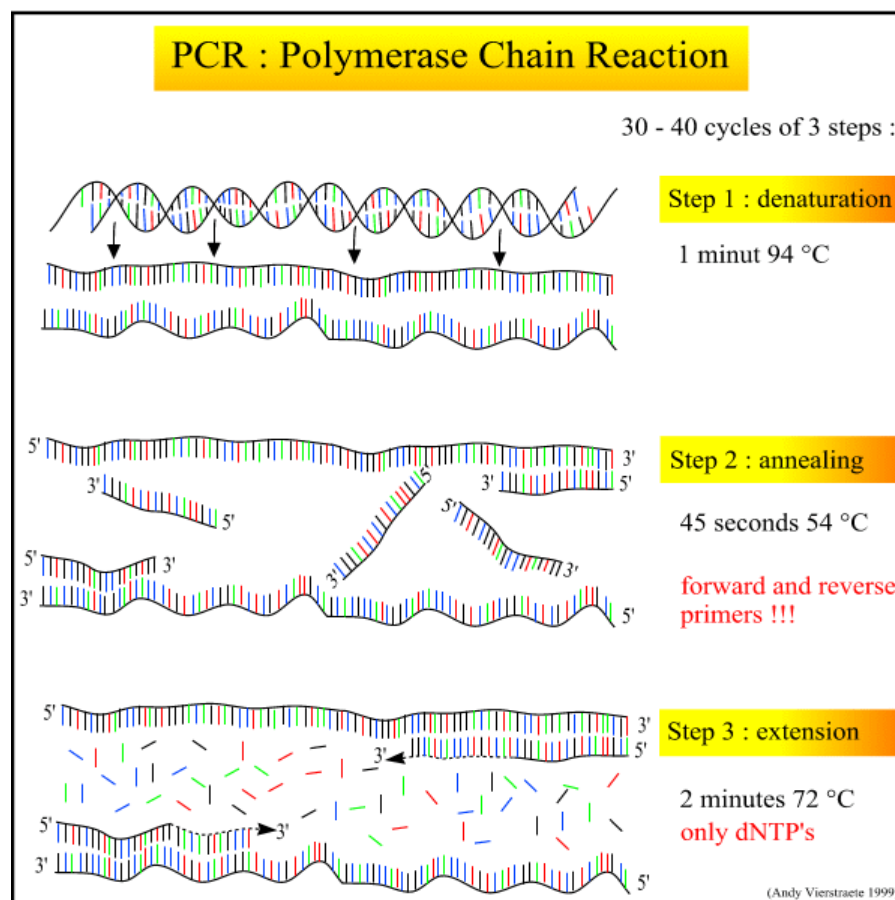 PCR : Polymerase Chain Reaction
30 - 40 cycles of 3 steps :
Step 1 : denaturation
1 minut 94 °C
5'
3'
Step 2 : annealing
3'
5'
3'
5'
5'
5'
3'
45 seconds 54 °C
5'
3'
3'
3'
3'
forward and reverse
primers !!!
5'
5'
3'
Step 3 : extension
3'
5'
2 minutes 72 °C
5'
3'
only dNTP's
3'
5'
(Andy Vierstraete 1999